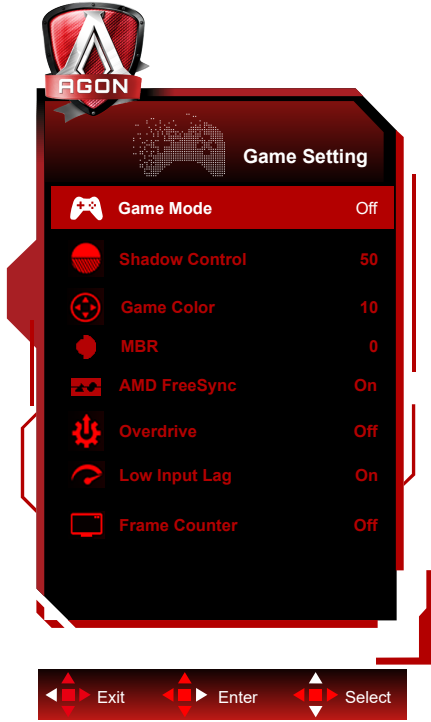 AGON
Game Setting
Game Mode Off
Shadow Control 50
Game Color 10
MBR 0
AMD FreeSync On
Overdrive Off
Low Input Lag On
Frame Counter Off
Exit Enter Select